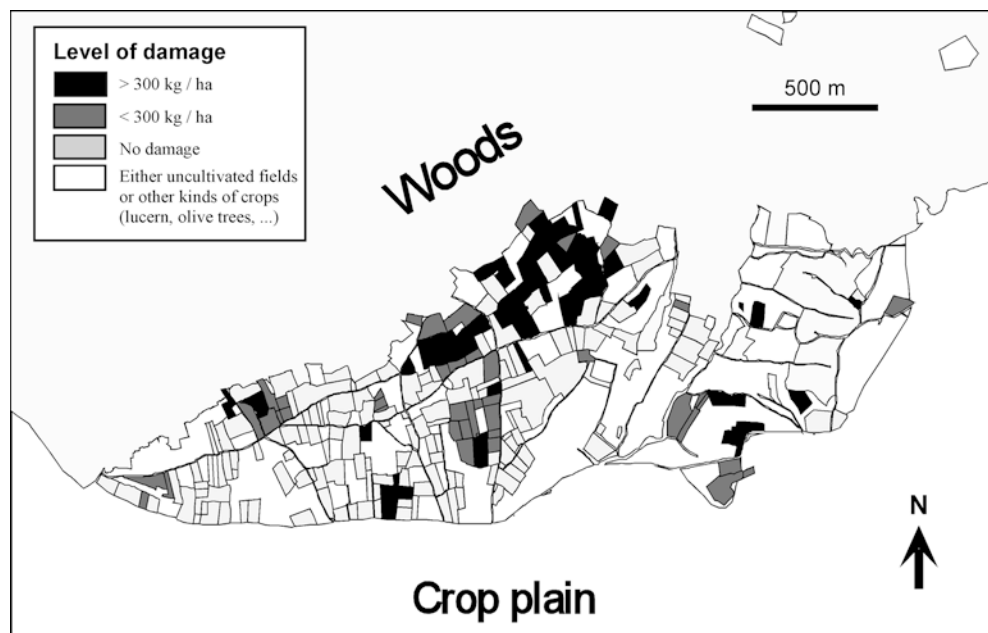 Level of damage
> 300 kg / ha
< 300 kg / ha
No damage
Either uncultivated fields
or other kinds of crops
(lucern, olive trees, ...)
500 m
Woods
N
Crop plain